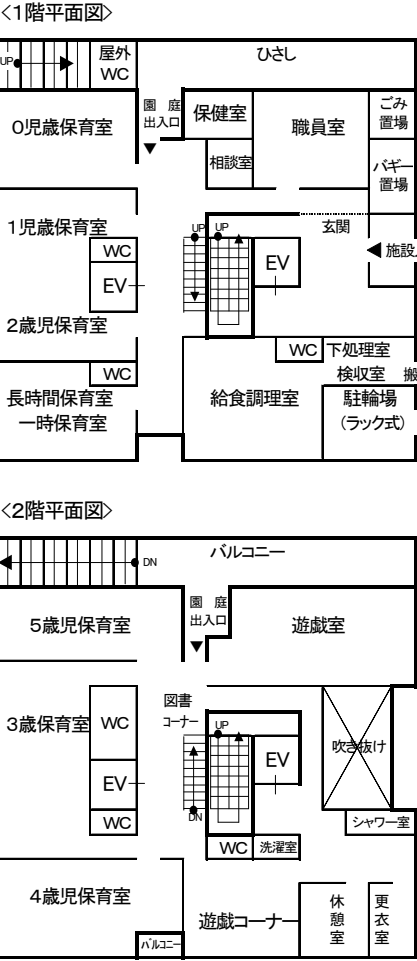 <1階平面図>
UP
屋外
WC
ひさし
0児歳保育室
園庭
出入口
保健室
職員室
ごみ
置場
相談室
バギー
置場
1児歳保育室
玄関
UP
UP
WC
EV
施設
EV
2歳児保育室
WC
下処理室
WC
検収室
搬
長時間保育室
一時保育室
給食調理室
駐輪場
(ラック式)
<2階平面図>
DN
バルコニー
5歳児保育室
園庭
出入口
遊戯室
図書
コーナー
3歳保育室
WC
UP
吹き抜け
EV
EV
WC
DN
シャワー室
WC
洗濯室
4歳児保育室
遊戯コーナー
休憩室
更衣室
バルコニー